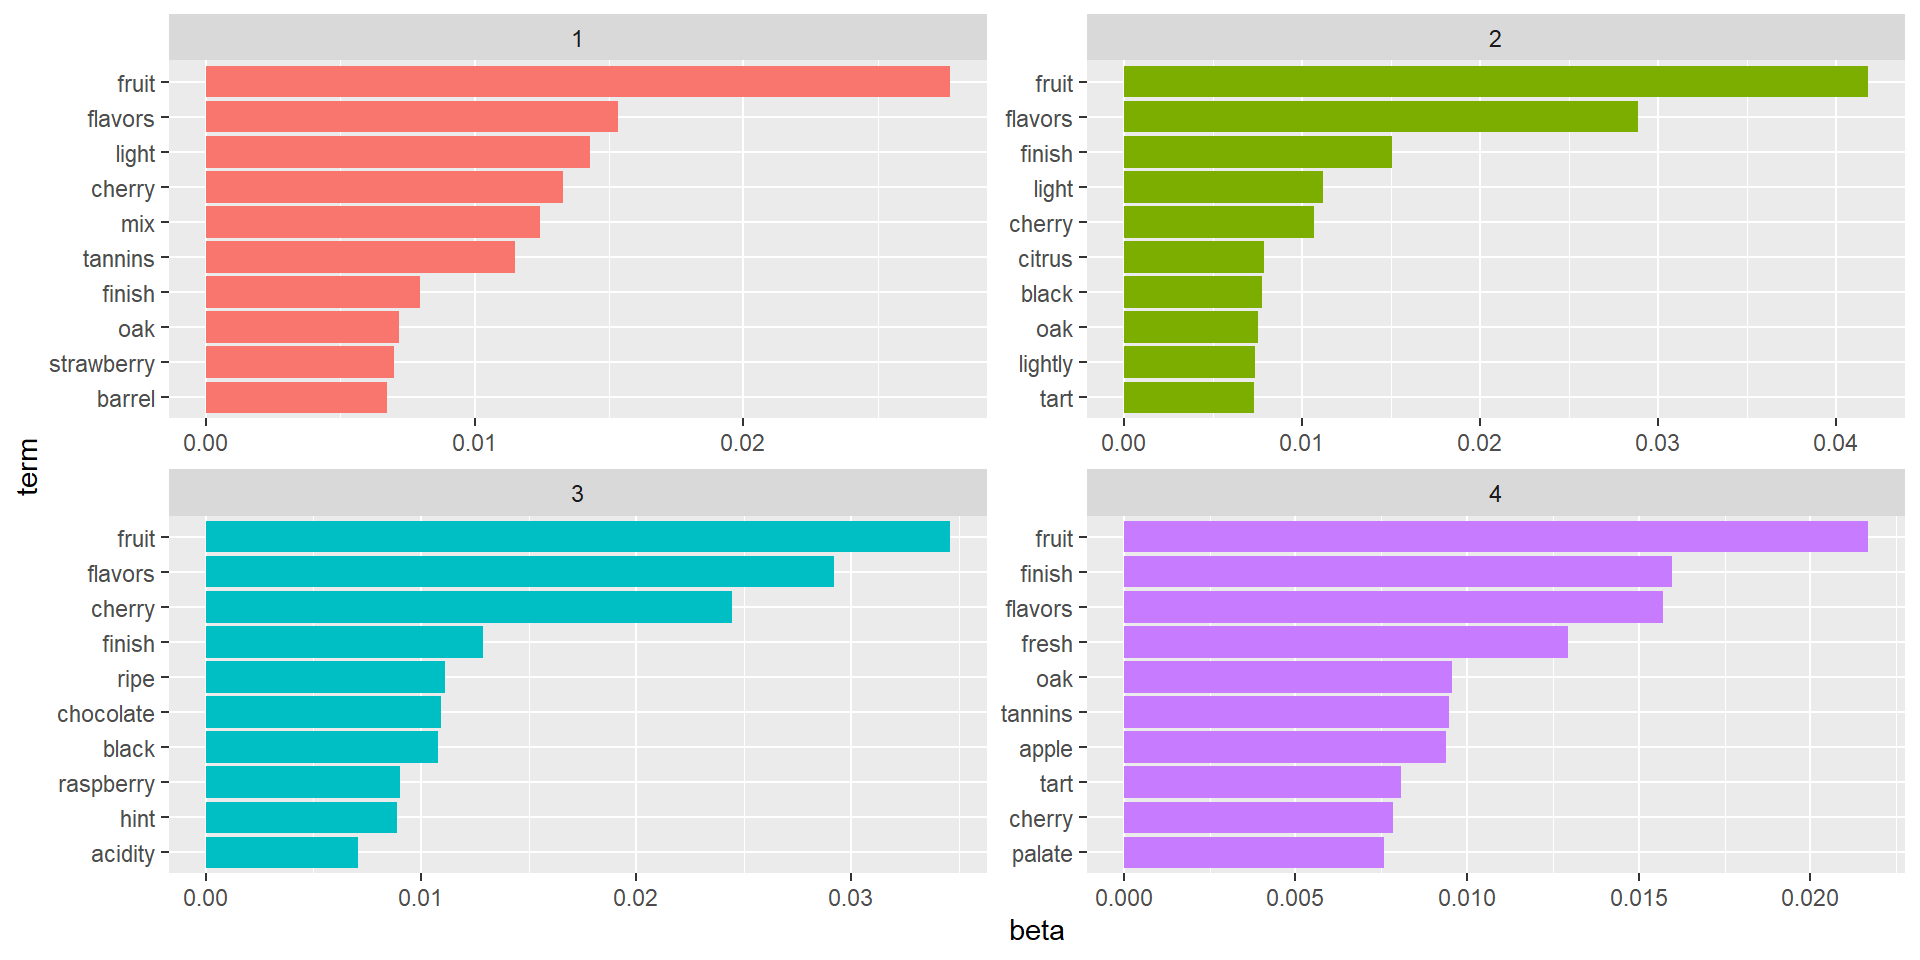 1
fruit
flavors
light
cherry
mix
tannins
finish
oak
strawberry
barrel
0.00 0.01 0.02
2
fruit
flavors
finish
light
cherry
citrus
black
oak
lightly
tart
0.00 0.01 0.02 0.03 0.04
term
3
fruit
flavors
cherry
finish
ripe
chocolate
black
raspberry
hint
acidity
0.00 0.01 0.02 0.03
4
fruit
finish
flavors
fresh
oak
tannins
apple
tart
cherry
palate
0.000 0.005 0.010 0.015 0.020
beta